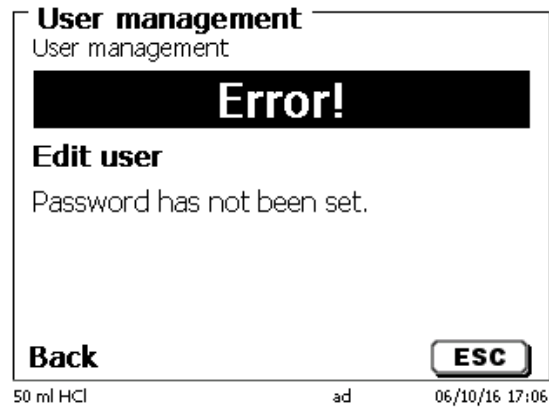 User management
User management
Error!
Edit user
Password has not been set.
Back ESC
50 ml HCl ad 06/10/16 17:06